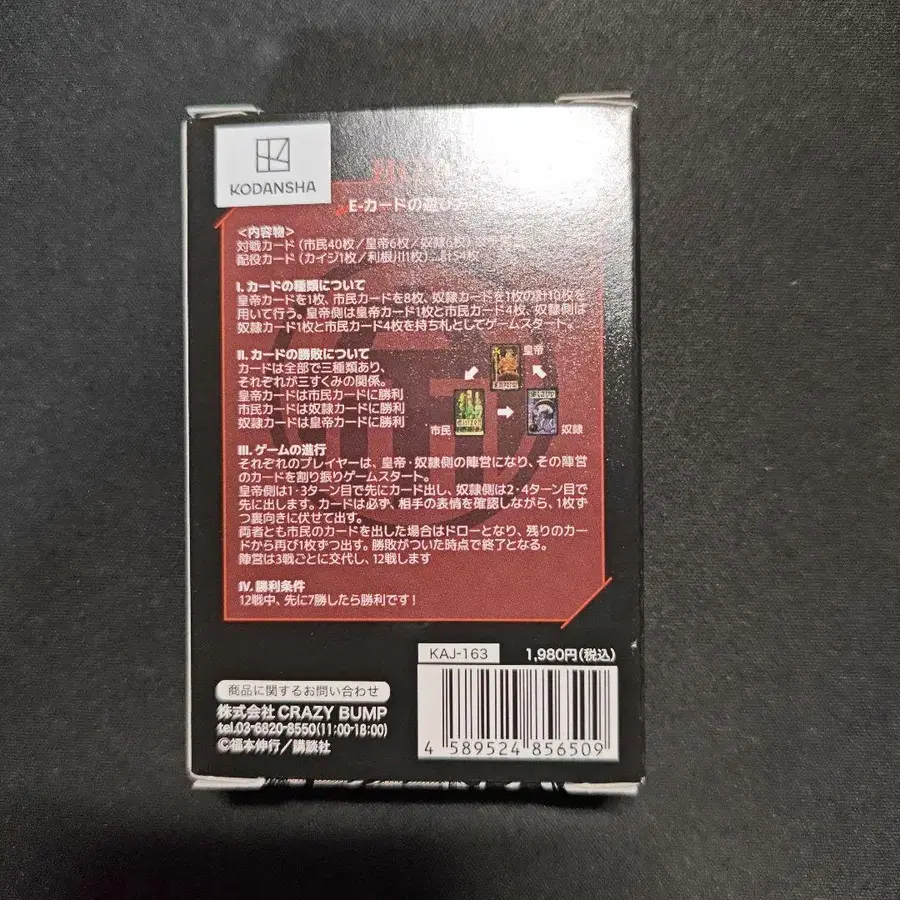 KODANSHA
E-カードの遊び方
<内容物>
対戦カード(市民40枚/皇帝6枚/奴隷6枚)
配役カード(カイジ1枚/利根川1枚)…計54枚
I.カードの種類について
皇帝カードを1枚、市民カードを8枚、奴隷カードを1枚の計10枚を
用いて行う。皇帝側は皇帝カード1枚と市民カード4枚、奴隷側は
奴隷カード1枚と市民カード4枚を持ち札としてゲームスタート。
II.カードの勝敗について
カードは全部で三種類あり、
それぞれが三すくみの関係。
皇帝カードは市民カードに勝利
市民カードは奴隷カードに勝利
奴隷カードは皇帝カードに勝利
皇帝
市民
奴隷
III.ゲームの進行
それぞれのプレイヤーは、皇帝・奴隷側の陣営になり、その陣営
のカードを割り振りゲームスタート。
皇帝側は1・3ターン目で先にカード出し、奴隷側は2・4ターン目で
先に出します。カードは必ず、相手の表情を確認しながら、1枚ず
つ裏向きに伏せて出す。
両者とも市民のカードを出した場合はドローとなり、残りのカー
ドから再び1枚ずつ出す。勝敗がついた時点で終了となる。
陣営は3戦ごとに交代し、12戦します
IV.勝利条件
12戦中、先に7勝したら勝利です!
KAJ-163 1,980円(税込)
商品に関するお問い合わせ
株式会社 CRAZY BUMP
tel.03-6820-8550(11:00-18:00)
©福本伸行/講談社
4 589524 856509